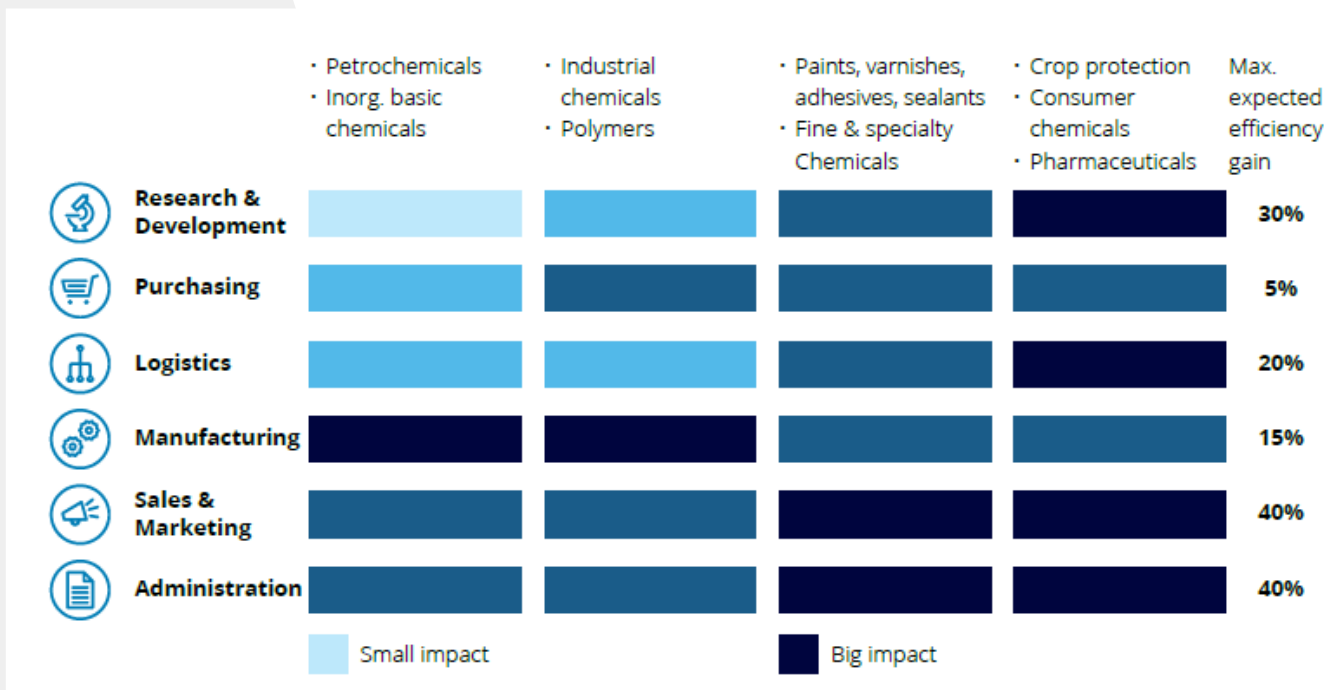 · Petrochemicals
· Inorg. basic
chemicals
· Industrial
chemicals
· Polymers
· Paints, varnishes,
adhesives, sealants
· Fine & specialty
Chemicals
· Crop protection
· Consumer
chemicals
· Pharmaceuticals
Max.
expected
efficiency
gain
Research &
Development
30%
Purchasing
5%
Logistics
20%
Manufacturing
15%
Sales &
Marketing
40%
Administration
40%
Small impact
Big impact